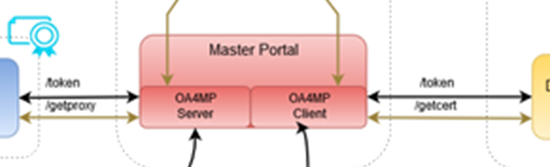 Master Portal
/token
/getproxy
OA4MP
Server
OA4MP
Client
/token
/getcert